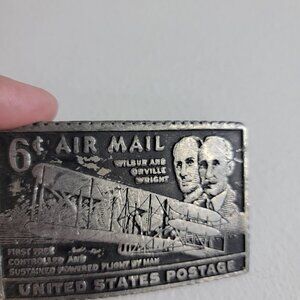 6¢ AIR MAIL
WILBUR AND
ORVILLE
WRIGHT
FIRST FREE
CONTROLLED AND
SUSTAINED POWERED FLIGHT BY MAN
UNITED STATES POSTAGE